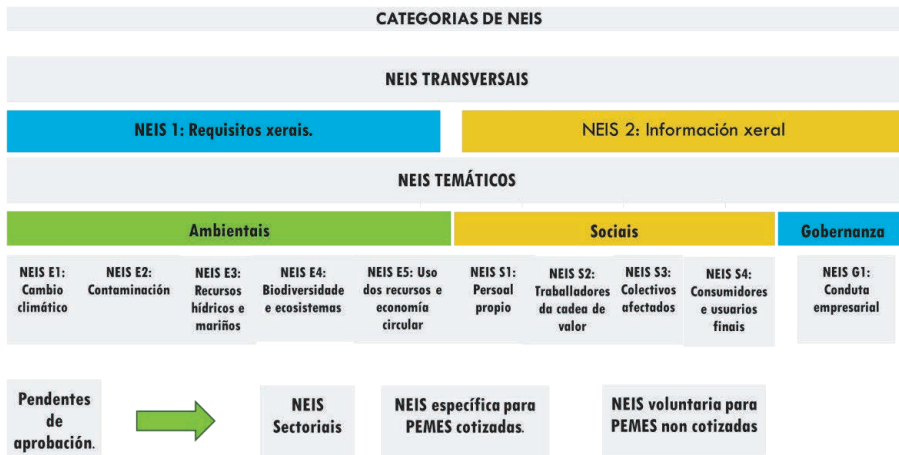 CATEGORIAS DE NEIS
NEIS TRANSVERSAIS
NEIS 1: Requisitos xerais.
NEIS 2: Información xeral
NEIS TEMÁTICOS
Ambientais
Sociais
Gobernanza
NEIS E1:
Cambio
climático
NEIS E2:
Contaminación
NEIS E3:
Recursos
hídricos e
mariños
NEIS E4:
Biodiversidade
e ecosistemas
NEIS E5: Uso
dos recursos e
economía
circular
NEIS S1:
Persoal
propio
NEIS S2:
Traballadores
da cadea de
valor
NEIS S3:
Colectivos
afectados
NEIS S4:
Consumidores
e usuarios
finais
NEIS G1:
Conduta
empresarial
Pendentes
de
aprobación.
NEIS
Sectoriais
NEIS específica para
PEMES cotizadas.
NEIS voluntaria para
PEMES non cotizadas